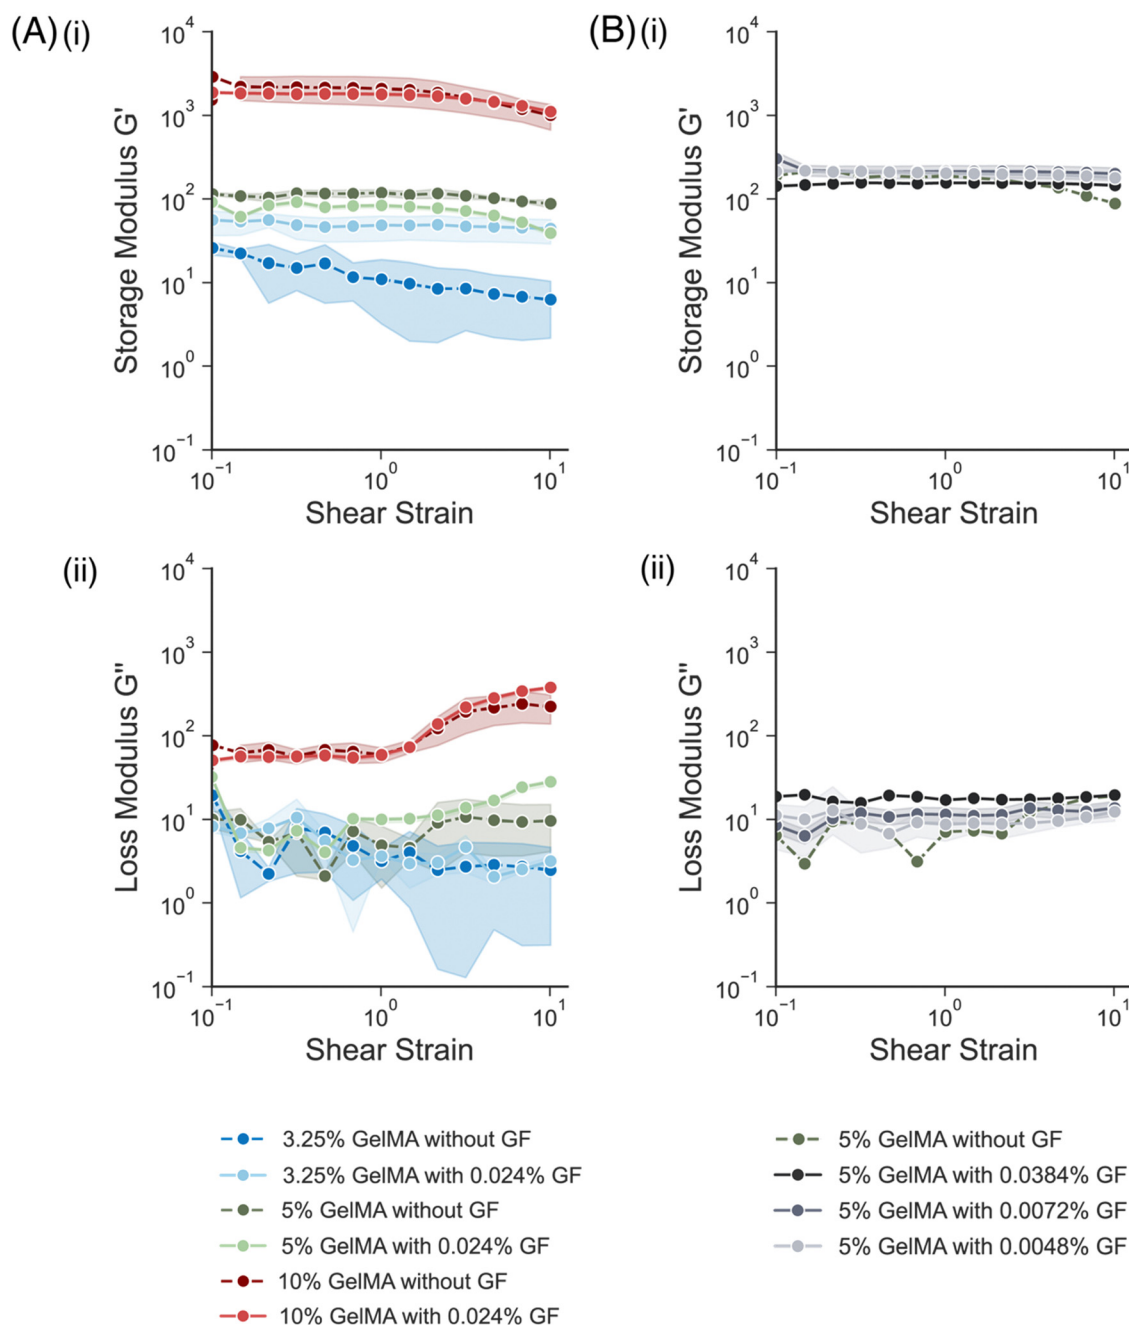 (A) (i)
10^4
10^3
10^2
10^1
10^0
10^−1
Storage Modulus G'
10^−1 10^0 10^1
Shear Strain
(B) (i)
10^4
10^3
10^2
10^1
10^0
10^−1
Storage Modulus G'
10^−1 10^0 10^1
Shear Strain
(ii)
10^4
10^3
10^2
10^1
10^0
10^−1
Loss Modulus G"
10^−1 10^0 10^1
Shear Strain
(ii)
10^4
10^3
10^2
10^1
10^0
10^−1
Loss Modulus G"
10^−1 10^0 10^1
Shear Strain
3.25% GelMA without GF
3.25% GelMA with 0.024% GF
5% GelMA without GF
5% GelMA with 0.024% GF
10% GelMA without GF
10% GelMA with 0.024% GF
5% GelMA without GF
5% GelMA with 0.0384% GF
5% GelMA with 0.0072% GF
5% GelMA with 0.0048% GF